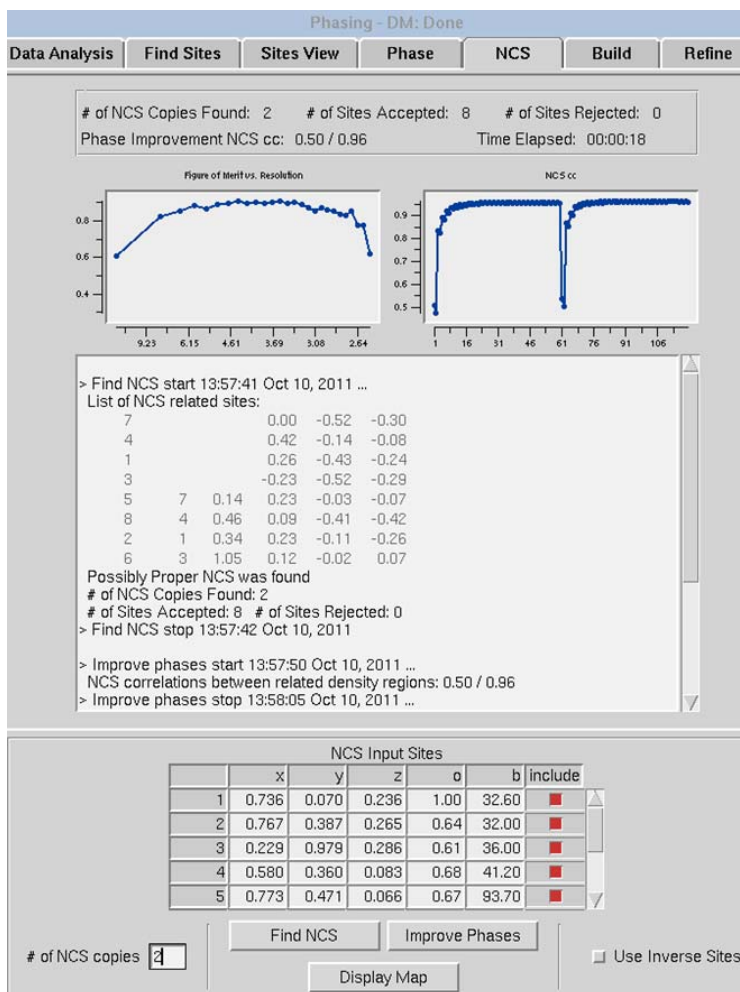 Phasing - DM: Done
Data Analysis Find Sites Sites View Phase NCS Build Refine
# of NCS Copies Found: 2 # of Sites Accepted: 8 # of Sites Rejected: 0
Phase Improvement NCS cc: 0.50 / 0.96 Time Elapsed: 00:00:18
Figure of Merit vs. Resolution NCS cc
0.8
0.6
0.4
9.23 6.15 4.61 3.69 3.08 2.64
0.9
0.8
0.7
0.6
0.5
1 16 31 46 61 76 91 106
> Find NCS start 13:57:41 Oct 10, 2011 ...
List of NCS related sites:
7 0.00 -0.52 -0.30
4 0.42 -0.14 -0.08
1 0.26 -0.43 -0.24
3 -0.23 -0.52 -0.29
5 7 0.14 0.23 -0.03 -0.07
8 4 0.46 0.09 -0.41 -0.42
2 1 0.34 0.23 -0.11 -0.26
6 3 1.05 0.12 -0.02 0.07
Possibly Proper NCS was found
# of NCS Copies Found: 2
# of Sites Accepted: 8 # of Sites Rejected: 0
> Find NCS stop 13:57:42 Oct 10, 2011
> Improve phases start 13:57:50 Oct 10, 2011 ...
NCS correlations between related density regions: 0.50 / 0.96
> Improve phases stop 13:58:05 Oct 10, 2011 ...
NCS Input Sites
x y z o b include
1 0.736 0.070 0.236 1.00 32.60
2 0.767 0.387 0.265 0.64 32.00
3 0.229 0.979 0.286 0.61 36.00
4 0.580 0.360 0.083 0.68 41.20
5 0.773 0.471 0.066 0.67 93.70
# of NCS copies 2 Find NCS Improve Phases Use Inverse Sites
Display Map